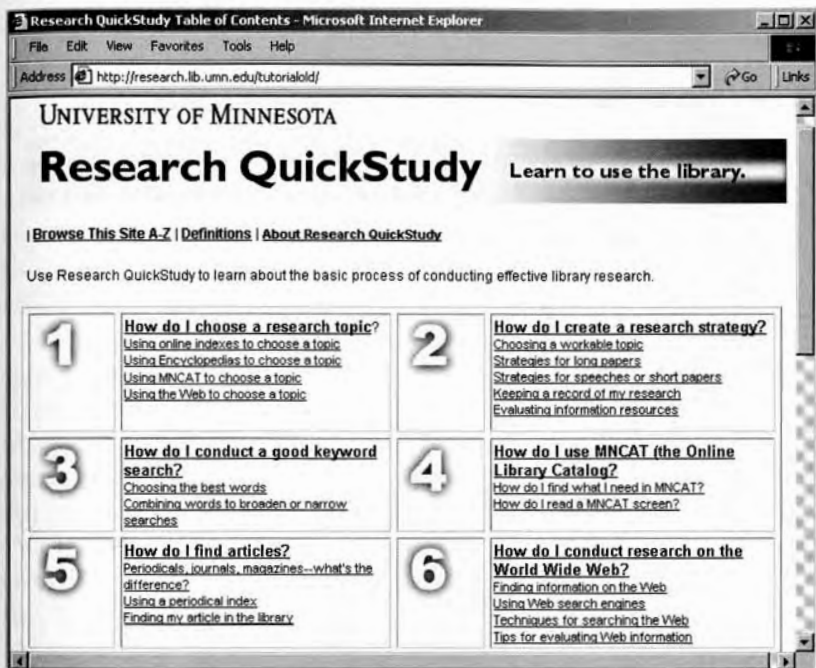 Research QuickStudy Table of Contents - Microsoft Internet Explorer
File Edit View Favorites Tools Help
Address http://research.lib.umn.edu/tutorialold/ Go Links
UNIVERSITY OF MINNESOTA
Research QuickStudy Learn to use the library.
| Browse This Site A-Z | Definitions | About Research QuickStudy
Use Research QuickStudy to learn about the basic process of conducting effective library research.
1
How do I choose a research topic?
Using online indexes to choose a topic
Using Encyclopedias to choose a topic
Using MNCAT to choose a topic
Using the Web to choose a topic
2
How do I create a research strategy?
Choosing a workable topic
Strategies for long papers
Strategies for speeches or short papers
Keeping a record of my research
Evaluating information resources
3
How do I conduct a good keyword
search?
Choosing the best words
Combining words to broaden or narrow
searches
4
How do I use MNCAT (the Online
Library Catalog?
How do I find what I need in MNCAT?
How do I read a MNCAT screen?
5
How do I find articles?
Periodicals, journals, magazines--what's the
difference?
Using a periodical index
Finding my article in the library
6
How do I conduct research on the
World Wide Web?
Finding information on the Web
Using Web search engines
Techniques for searching the Web
Tips for evaluating Web information